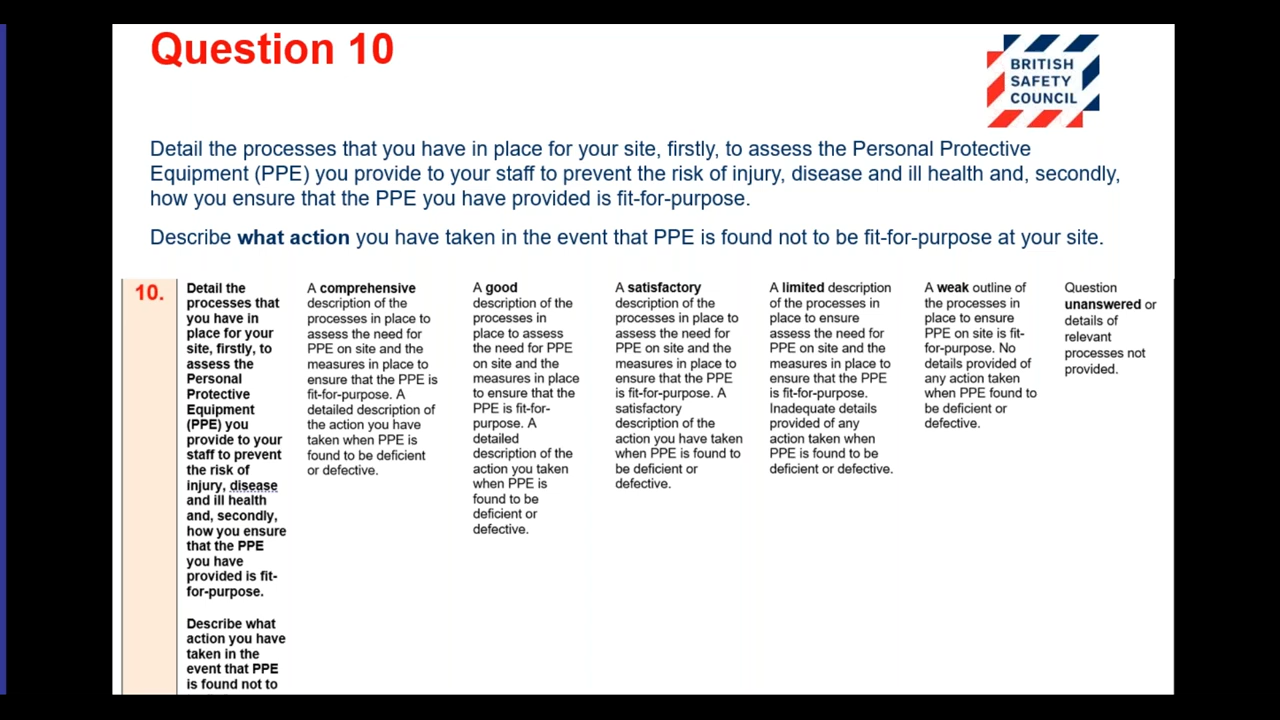 Question 10
BRITISH
SAFETY
COUNCIL
Detail the processes that you have in place for your site, firstly, to assess the Personal Protective
Equipment (PPE) you provide to your staff to prevent the risk of injury, disease and ill health and, secondly,
how you ensure that the PPE you have provided is fit-for-purpose.
Describe what action you have taken in the event that PPE is found not to be fit-for-purpose at your site.
10.
Detail the
processes that
you have in
place for your
site, firstly, to
assess the
Personal
Protective
Equipment
(PPE) you
provide to your
staff to prevent
the risk of
injury, disease
and ill health
and, secondly,
how you ensure
that the PPE
you have
provided is fit-
for-purpose.
Describe what
action you have
taken in the
event that PPE
is found not to
A comprehensive
description of the
processes in place to
assess the need for
PPE on site and the
measures in place to
ensure that the PPE is
fit-for-purpose. A
detailed description of
the action you have
taken when PPE is
found to be deficient
or defective.
A good
description of the
processes in
place to assess
the need for PPE
on site and the
measures in place
to ensure that the
PPE is fit-for-
purpose. A
detailed
description of the
action you taken
when PPE is
found to be
deficient or
defective.
A satisfactory
description of the
processes in place to
assess the need for
PPE on site and the
measures in place to
ensure that the PPE
is fit-for-purpose. A
satisfactory
description of the
action you have taken
when PPE is found to
be deficient or
defective.
A limited description
of the processes in
place to ensure
assess the need for
PPE on site and the
measures in place to
ensure that the PPE
is fit-for-purpose.
Inadequate details
provided of any
action taken when
PPE is found to be
deficient or defective.
A weak outline of
the processes in
place to ensure
PPE on site is fit-
for-purpose. No
details provided of
any action taken
when PPE found to
be deficient or
defective.
Question
unanswered or
details of
relevant
processes not
provided.